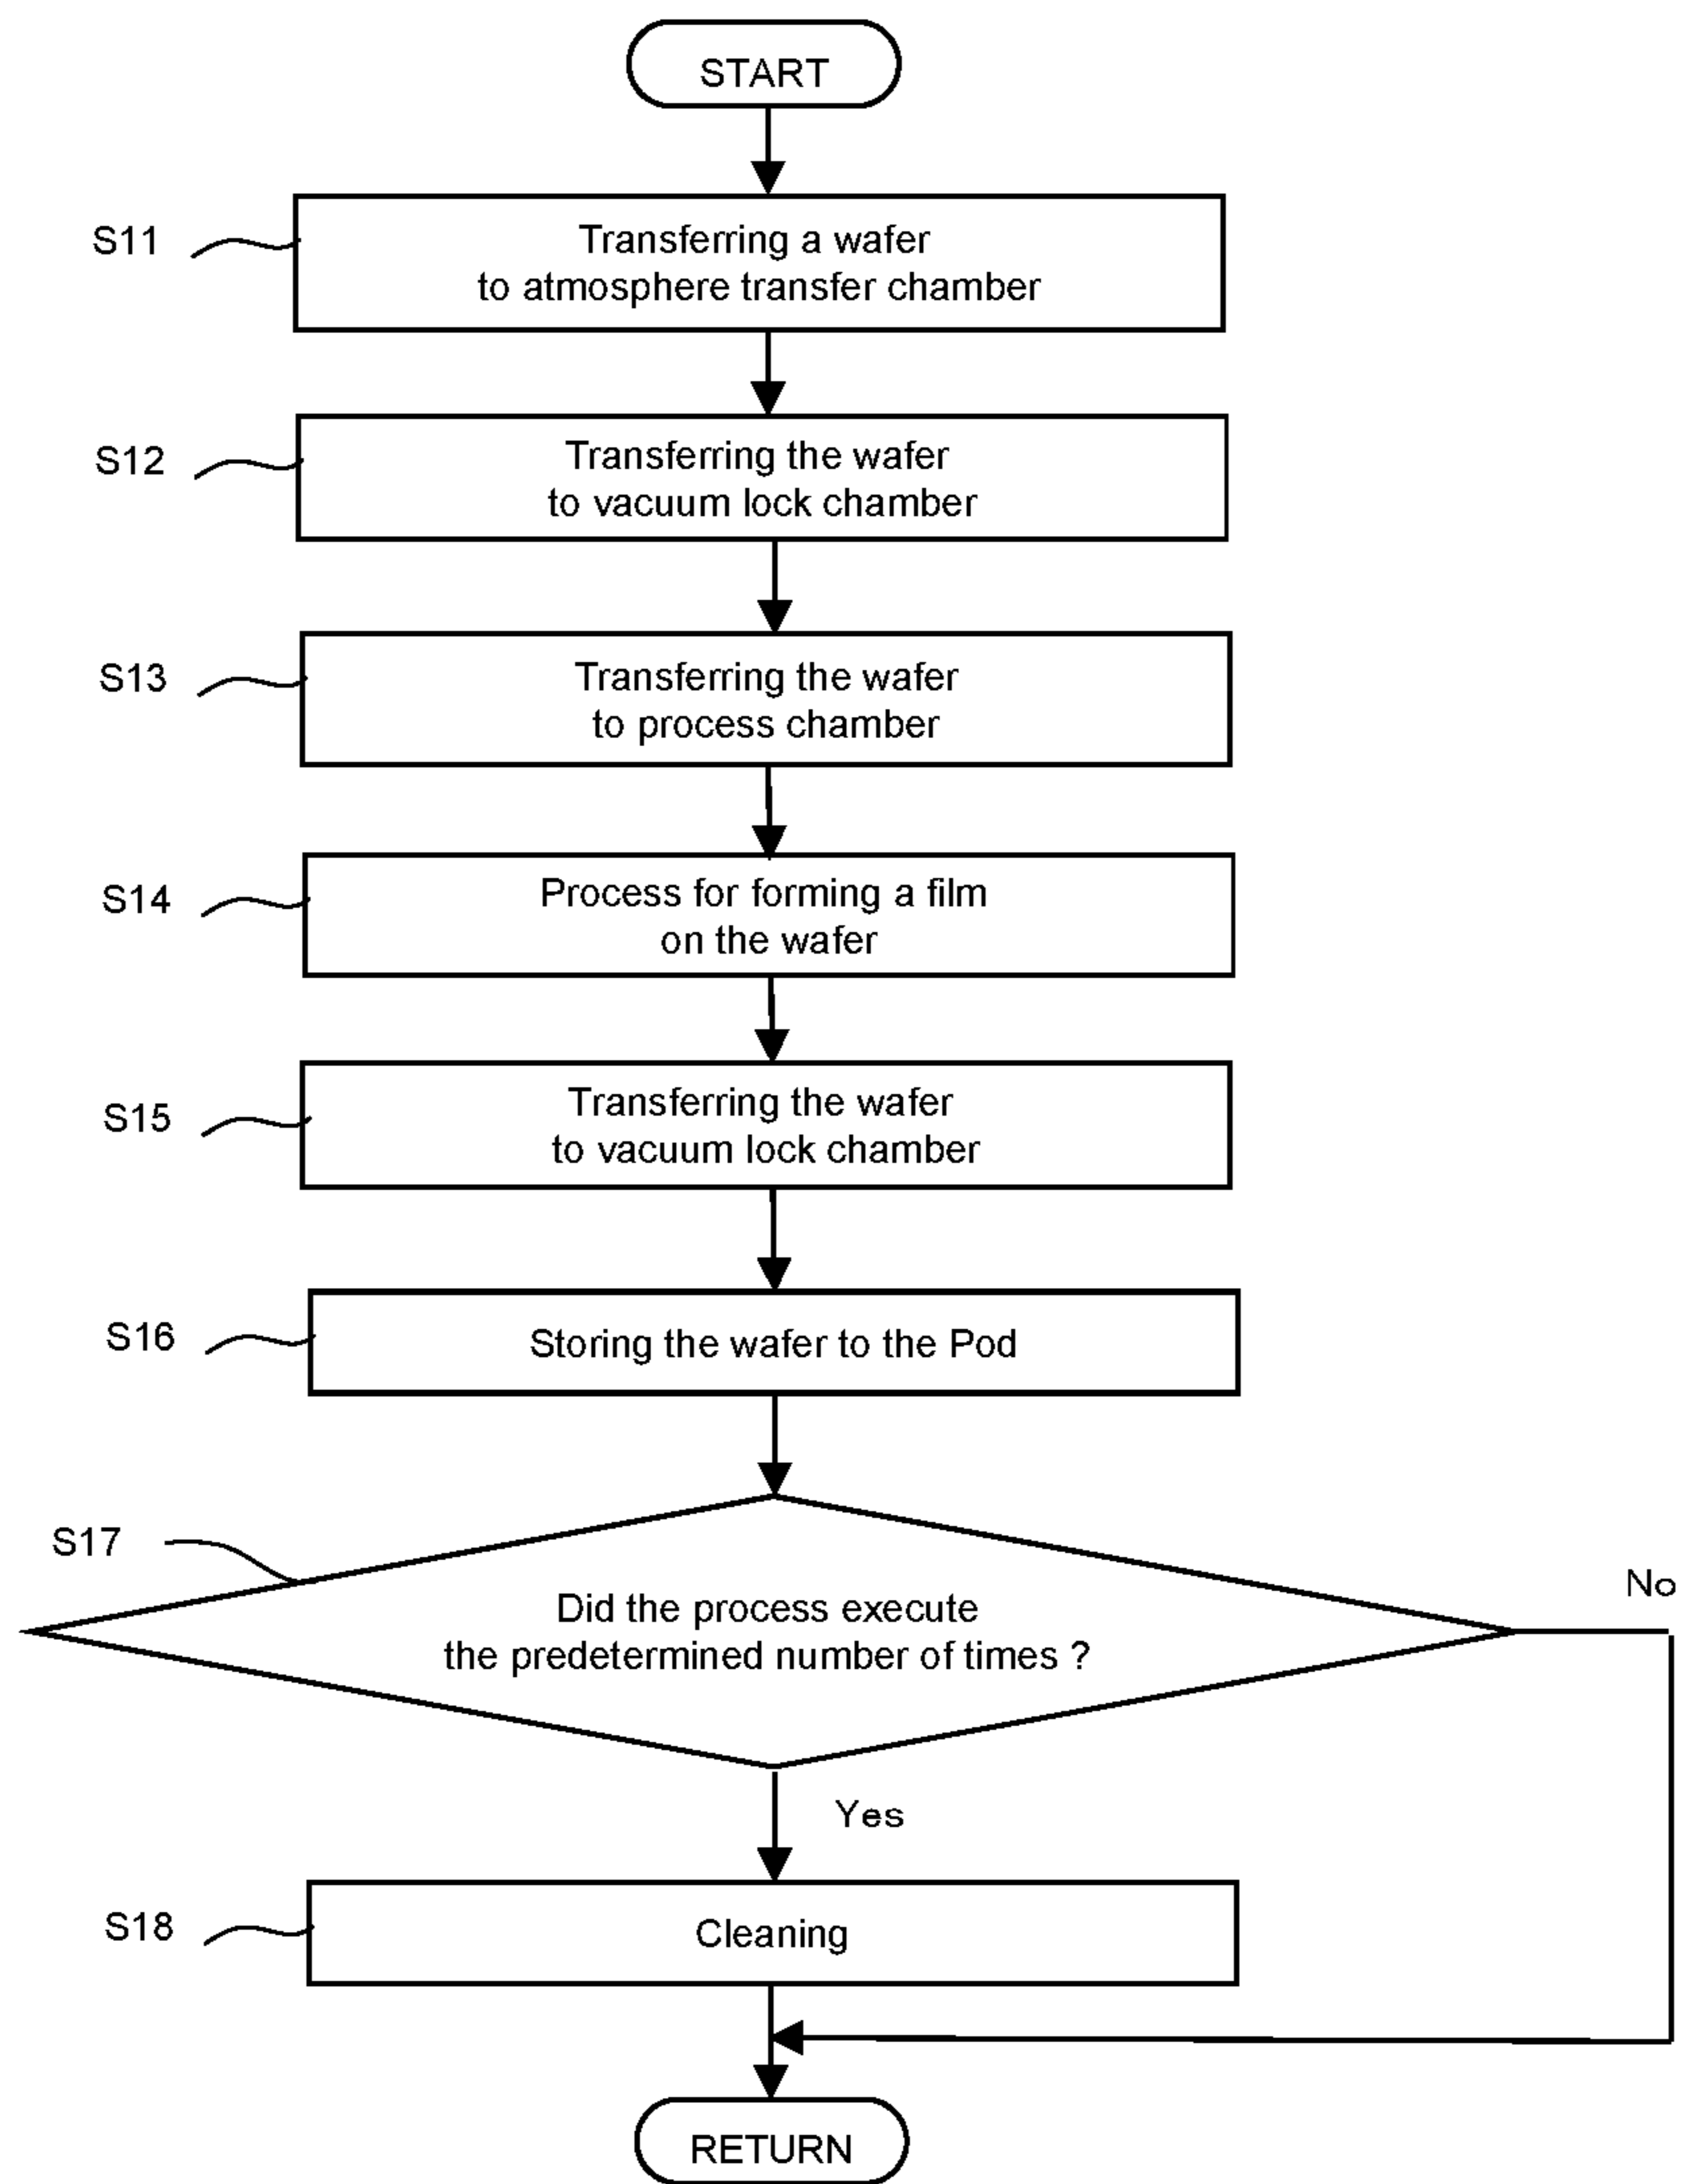 START
S11
Transferring a wafer
to atmosphere transfer chamber
S12
Transferring the wafer
to vacuum lock chamber
S13
Transferring the wafer
to process chamber
S14
Process for forming a film
on the wafer
S15
Transferring the wafer
to vacuum lock chamber
S16
Storing the wafer to the Pod
S17
Did the process execute
the predetermined number of times ?
No
Yes
S18
Cleaning
RETURN